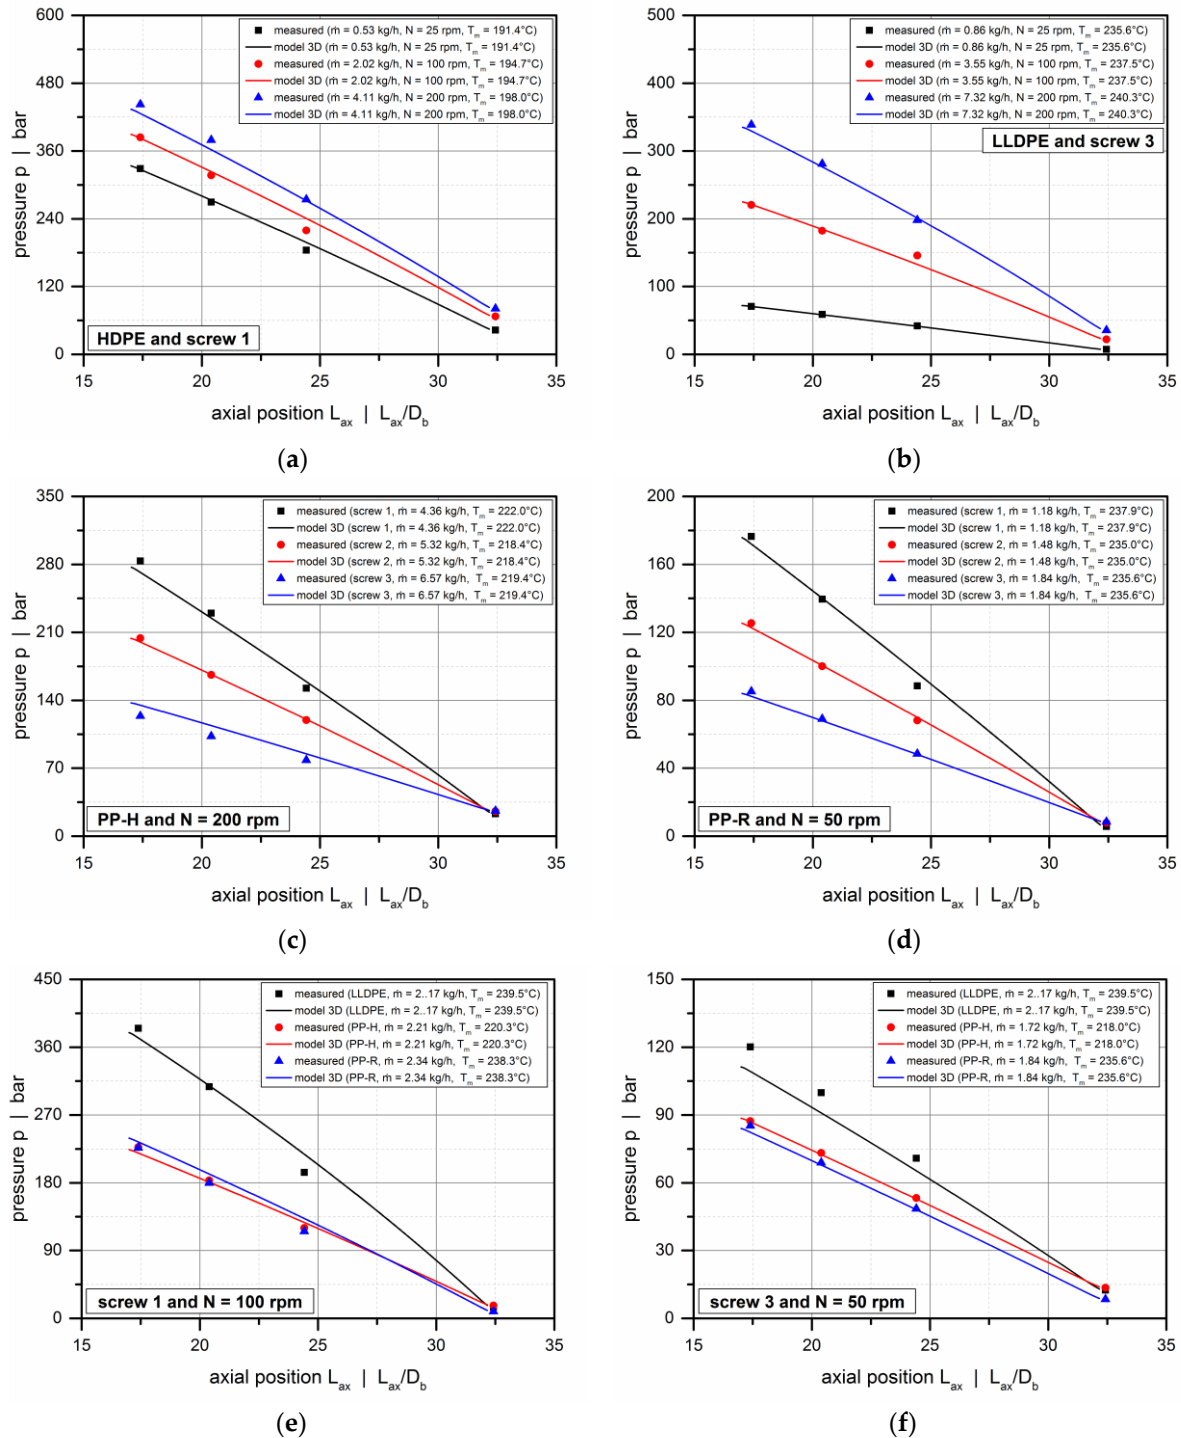 600
480
360
240
120
0
pressure p | bar
measured (ṁ = 0.53 kg/h, N = 25 rpm, Tm = 191.4°C)
model 3D (ṁ = 0.53 kg/h, N = 25 rpm, Tm = 191.4°C)
measured (ṁ = 2.02 kg/h, N = 100 rpm, Tm = 194.7°C)
model 3D (ṁ = 2.02 kg/h, N = 100 rpm, Tm = 194.7°C)
measured (ṁ = 4.11 kg/h, N = 200 rpm, Tm = 198.0°C)
model 3D (ṁ = 4.11 kg/h, N = 200 rpm, Tm = 198.0°C)
HDPE and screw 1
15 20 25 30 35
axial position Lax | Lax/Db
(a)
500
400
300
200
100
0
pressure p | bar
measured (ṁ = 0.86 kg/h, N = 25 rpm, Tm = 235.6°C)
model 3D (ṁ = 0.86 kg/h, N = 25 rpm, Tm = 235.6°C)
measured (ṁ = 3.55 kg/h, N = 100 rpm, Tm = 237.5°C)
model 3D (ṁ = 3.55 kg/h, N = 100 rpm, Tm = 237.5°C)
measured (ṁ = 7.32 kg/h, N = 200 rpm, Tm = 240.3°C)
model 3D (ṁ = 7.32 kg/h, N = 200 rpm, Tm = 240.3°C)
LLDPE and screw 3
15 20 25 30 35
axial position Lax | Lax/Db
(b)
350
280
210
140
70
0
pressure p | bar
measured (screw 1, ṁ = 4.36 kg/h, Tm = 222.0°C)
model 3D (screw 1, ṁ = 4.36 kg/h, Tm = 222.0°C)
measured (screw 2, ṁ = 5.32 kg/h, Tm = 218.4°C)
model 3D (screw 2, ṁ = 5.32 kg/h, Tm = 218.4°C)
measured (screw 3, ṁ = 6.57 kg/h, Tm = 219.4°C)
model 3D (screw 3, ṁ = 6.57 kg/h, Tm = 219.4°C)
PP-H and N = 200 rpm
15 20 25 30 35
axial position Lax | Lax/Db
(c)
200
160
120
80
40
0
pressure p | bar
measured (screw 1, ṁ = 1.18 kg/h, Tm = 237.9°C)
model 3D (screw 1, ṁ = 1.18 kg/h, Tm = 237.9°C)
measured (screw 2, ṁ = 1.48 kg/h, Tm = 235.0°C)
model 3D (screw 2, ṁ = 1.48 kg/h, Tm = 235.0°C)
measured (screw 3, ṁ = 1.84 kg/h, Tm = 235.6°C)
model 3D (screw 3, ṁ = 1.84 kg/h, Tm = 235.6°C)
PP-R and N = 50 rpm
15 20 25 30 35
axial position Lax | Lax/Db
(d)
450
360
270
180
90
0
pressure p | bar
measured (LLDPE, ṁ = 2..17 kg/h, Tm = 239.5°C)
model 3D (LLDPE, ṁ = 2..17 kg/h, Tm = 239.5°C)
measured (PP-H, ṁ = 2.21 kg/h, Tm = 220.3°C)
model 3D (PP-H, ṁ = 2.21 kg/h, Tm = 220.3°C)
measured (PP-R, ṁ = 2.34 kg/h, Tm = 238.3°C)
model 3D (PP-R, ṁ = 2.34 kg/h, Tm = 238.3°C)
screw 1 and N = 100 rpm
15 20 25 30 35
axial position Lax | Lax/Db
(e)
150
120
90
60
30
0
pressure p | bar
measured (LLDPE, ṁ = 2..17 kg/h, Tm = 239.5°C)
model 3D (LLDPE, ṁ = 2..17 kg/h, Tm = 239.5°C)
measured (PP-H, ṁ = 1.72 kg/h, Tm = 218.0°C)
model 3D (PP-H, ṁ = 1.72 kg/h, Tm = 218.0°C)
measured (PP-R, ṁ = 1.84 kg/h, Tm = 235.6°C)
model 3D (PP-R, ṁ = 1.84 kg/h, Tm = 235.6°C)
screw 3 and N = 50 rpm
15 20 25 30 35
axial position Lax | Lax/Db
(f)